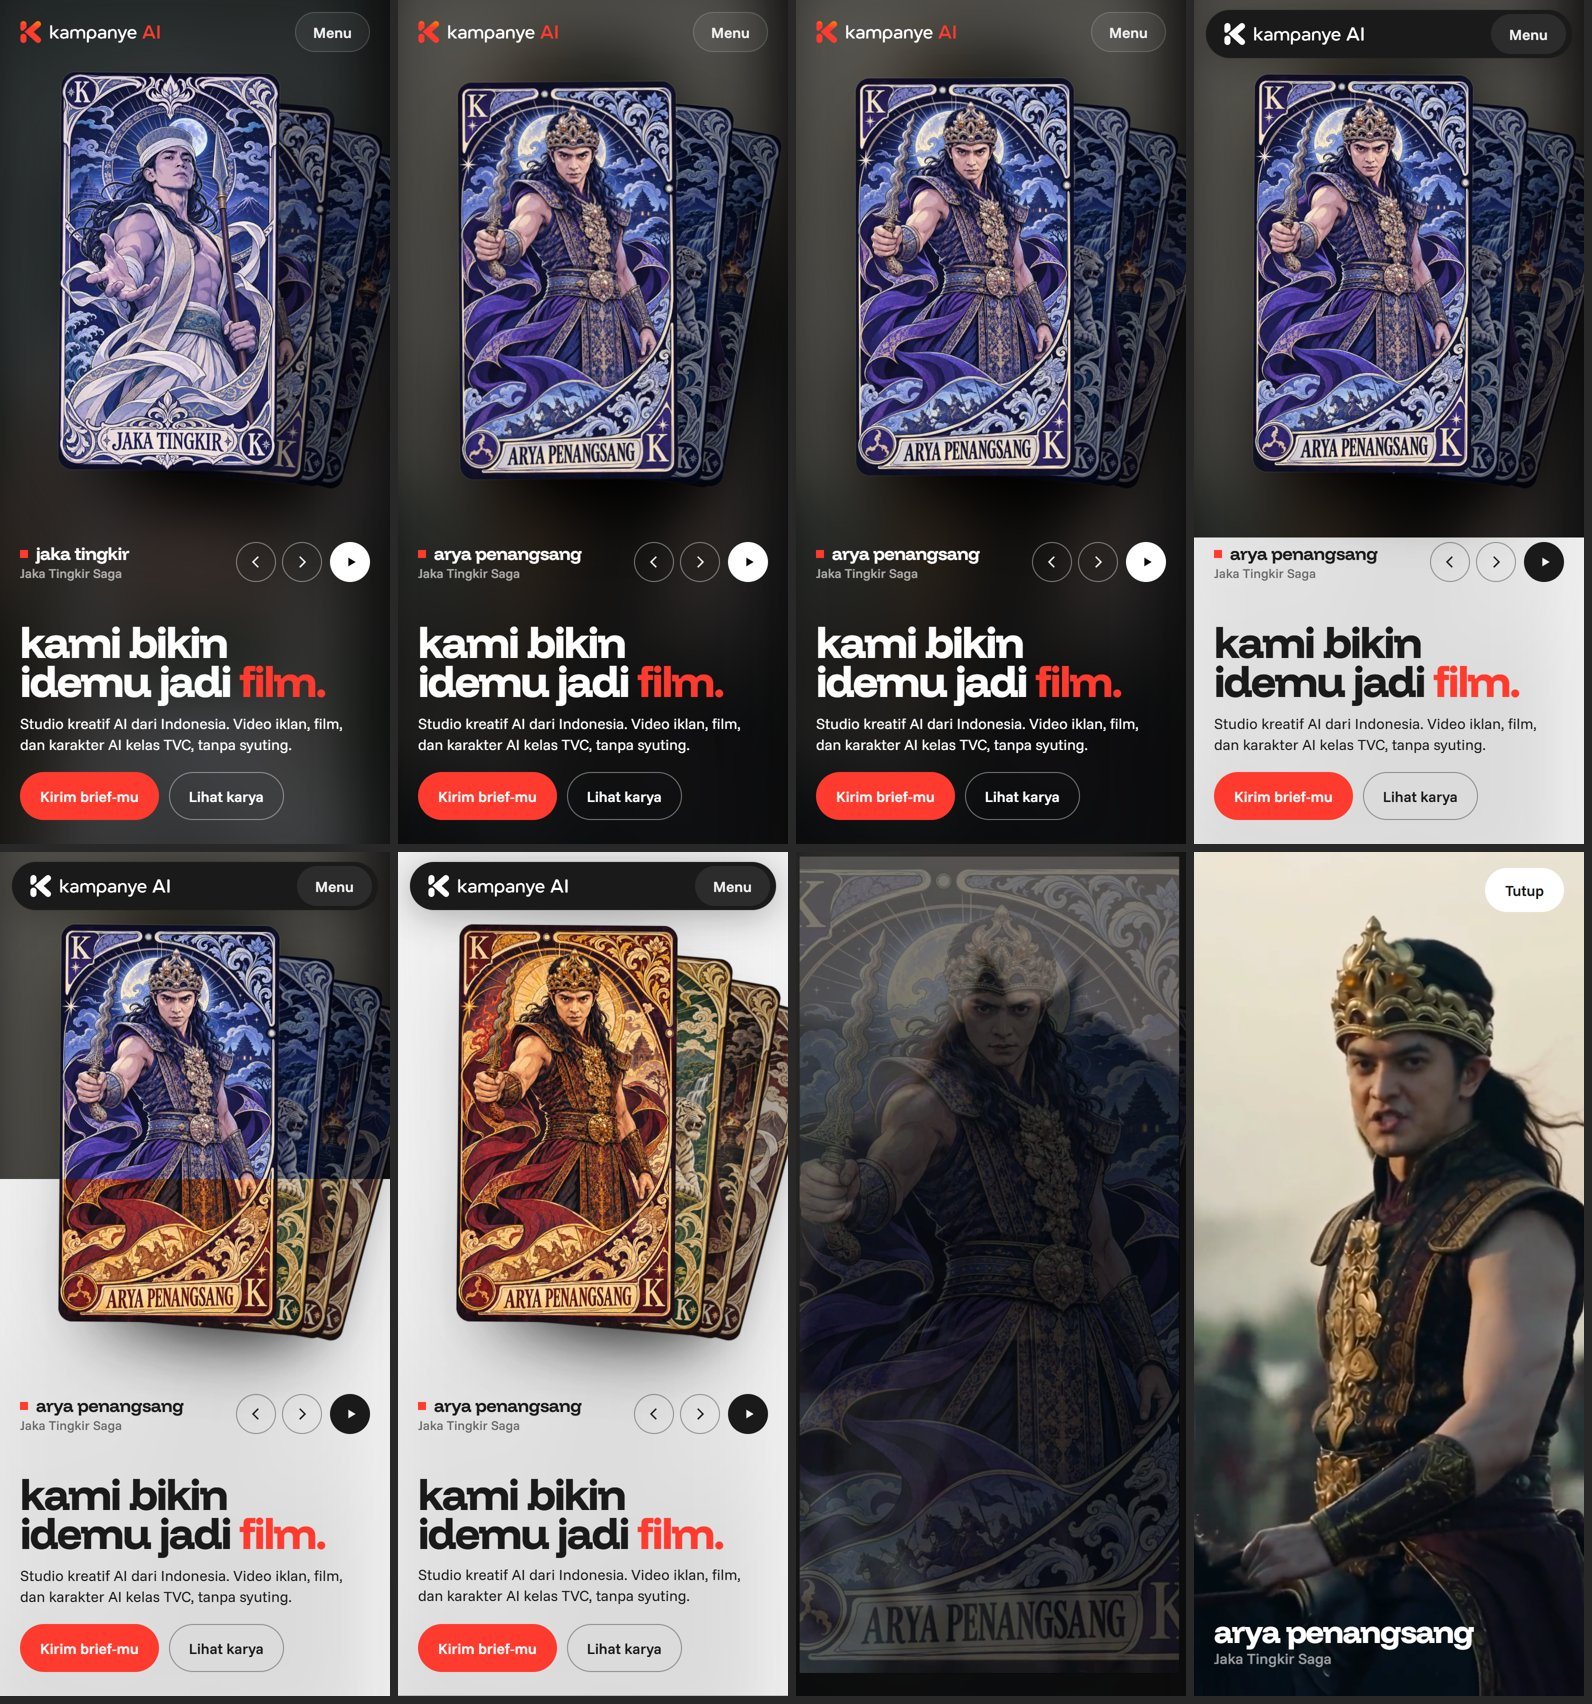 kampanye AI
Menu
K
JAKA TINGKIR
K
K
jaka tingkir
Jaka Tingkir Saga
kami bikin
idemu jadi film.
Studio kreatif AI dari Indonesia. Video iklan, film,
dan karakter AI kelas TVC, tanpa syuting.
Kirim brief-mu
Lihat karya
kampanye AI
Menu
K
ARYA PENANGSANG
K
K
arya penangsang
Jaka Tingkir Saga
kami bikin
idemu jadi film.
Studio kreatif AI dari Indonesia. Video iklan, film,
dan karakter AI kelas TVC, tanpa syuting.
Kirim brief-mu
Lihat karya
kampanye AI
Menu
K
ARYA PENANGSANG
K
K
arya penangsang
Jaka Tingkir Saga
kami bikin
idemu jadi film.
Studio kreatif AI dari Indonesia. Video iklan, film,
dan karakter AI kelas TVC, tanpa syuting.
Kirim brief-mu
Lihat karya
kampanye AI
Menu
K
ARYA PENANGSANG
K
K
arya penangsang
Jaka Tingkir Saga
kami bikin
idemu jadi film.
Studio kreatif AI dari Indonesia. Video iklan, film,
dan karakter AI kelas TVC, tanpa syuting.
Kirim brief-mu
Lihat karya
kampanye AI
Menu
K
ARYA PENANGSANG
K
K
arya penangsang
Jaka Tingkir Saga
kami bikin
idemu jadi film.
Studio kreatif AI dari Indonesia. Video iklan, film,
dan karakter AI kelas TVC, tanpa syuting.
Kirim brief-mu
Lihat karya
kampanye AI
Menu
K
ARYA PENANGSANG
K
K
arya penangsang
Jaka Tingkir Saga
kami bikin
idemu jadi film.
Studio kreatif AI dari Indonesia. Video iklan, film,
dan karakter AI kelas TVC, tanpa syuting.
Kirim brief-mu
Lihat karya
K
ARYA PENANGSANG
K
Tutup
arya penangsang
Jaka Tingkir Saga